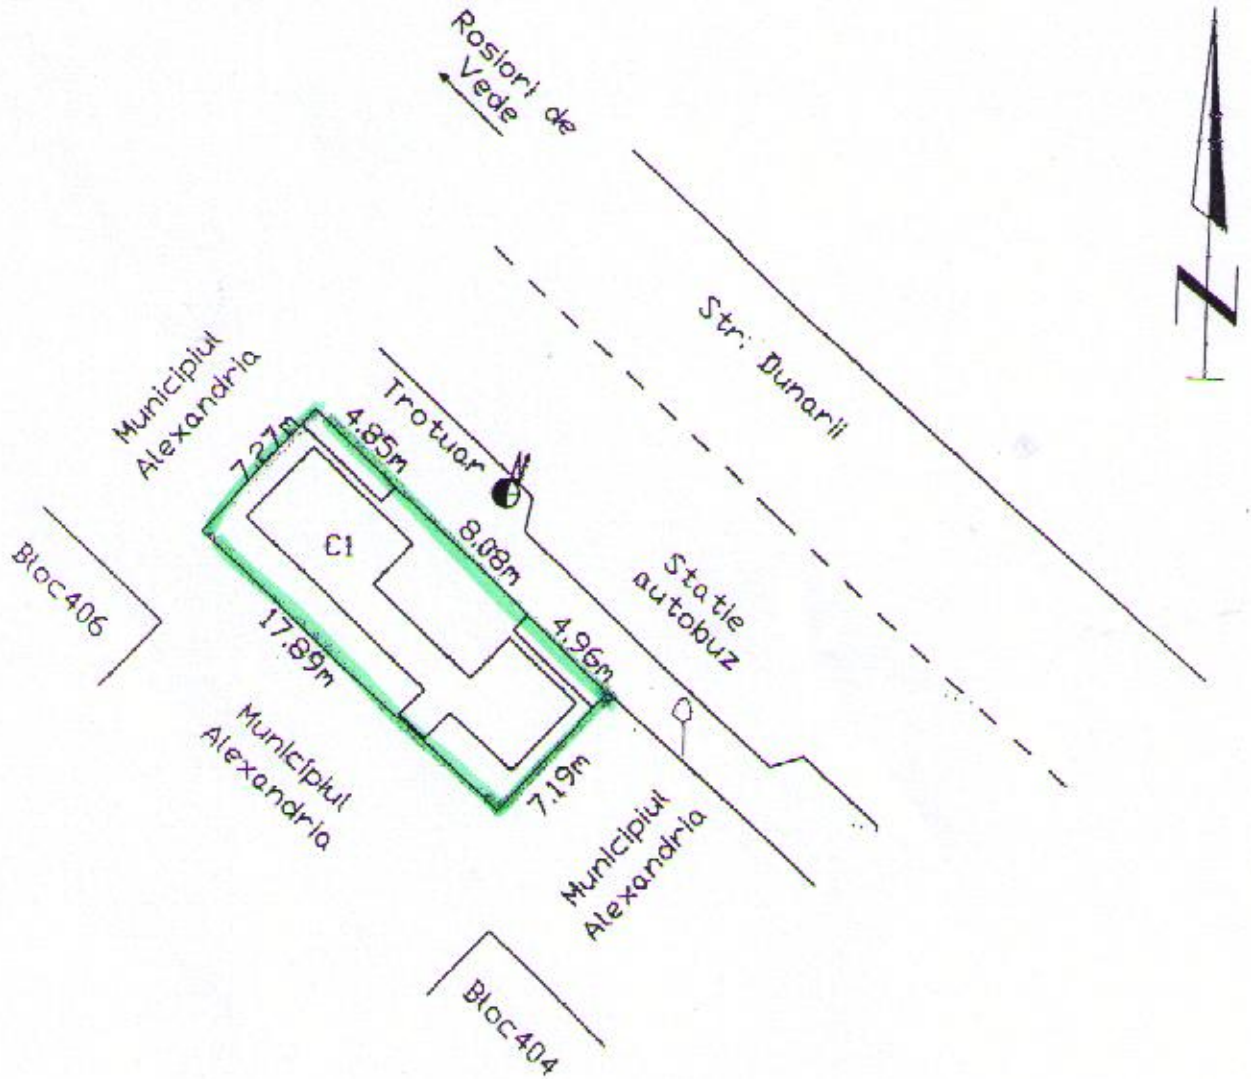 Rosiori de
Vede
Str. Dunarii
Municipiul
Alexandria
Trotuar
N
7.27m
4.85m
8.08m
C1
Statie
autobuz
Bloc406
4.96m
17.89m
Municipiul
Alexandria
7.19m
Municipiul
Alexandria
Bloc404
N